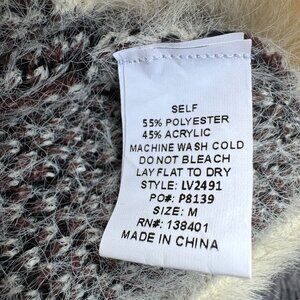 SELF
55% POLYESTER
45% ACRYLIC
MACHINE WASH COLD
DO NOT BLEACH
LAY FLAT TO DRY
STYLE: LV2491
PO#: P8139
SIZE: M
RN#: 138401
MADE IN CHINA